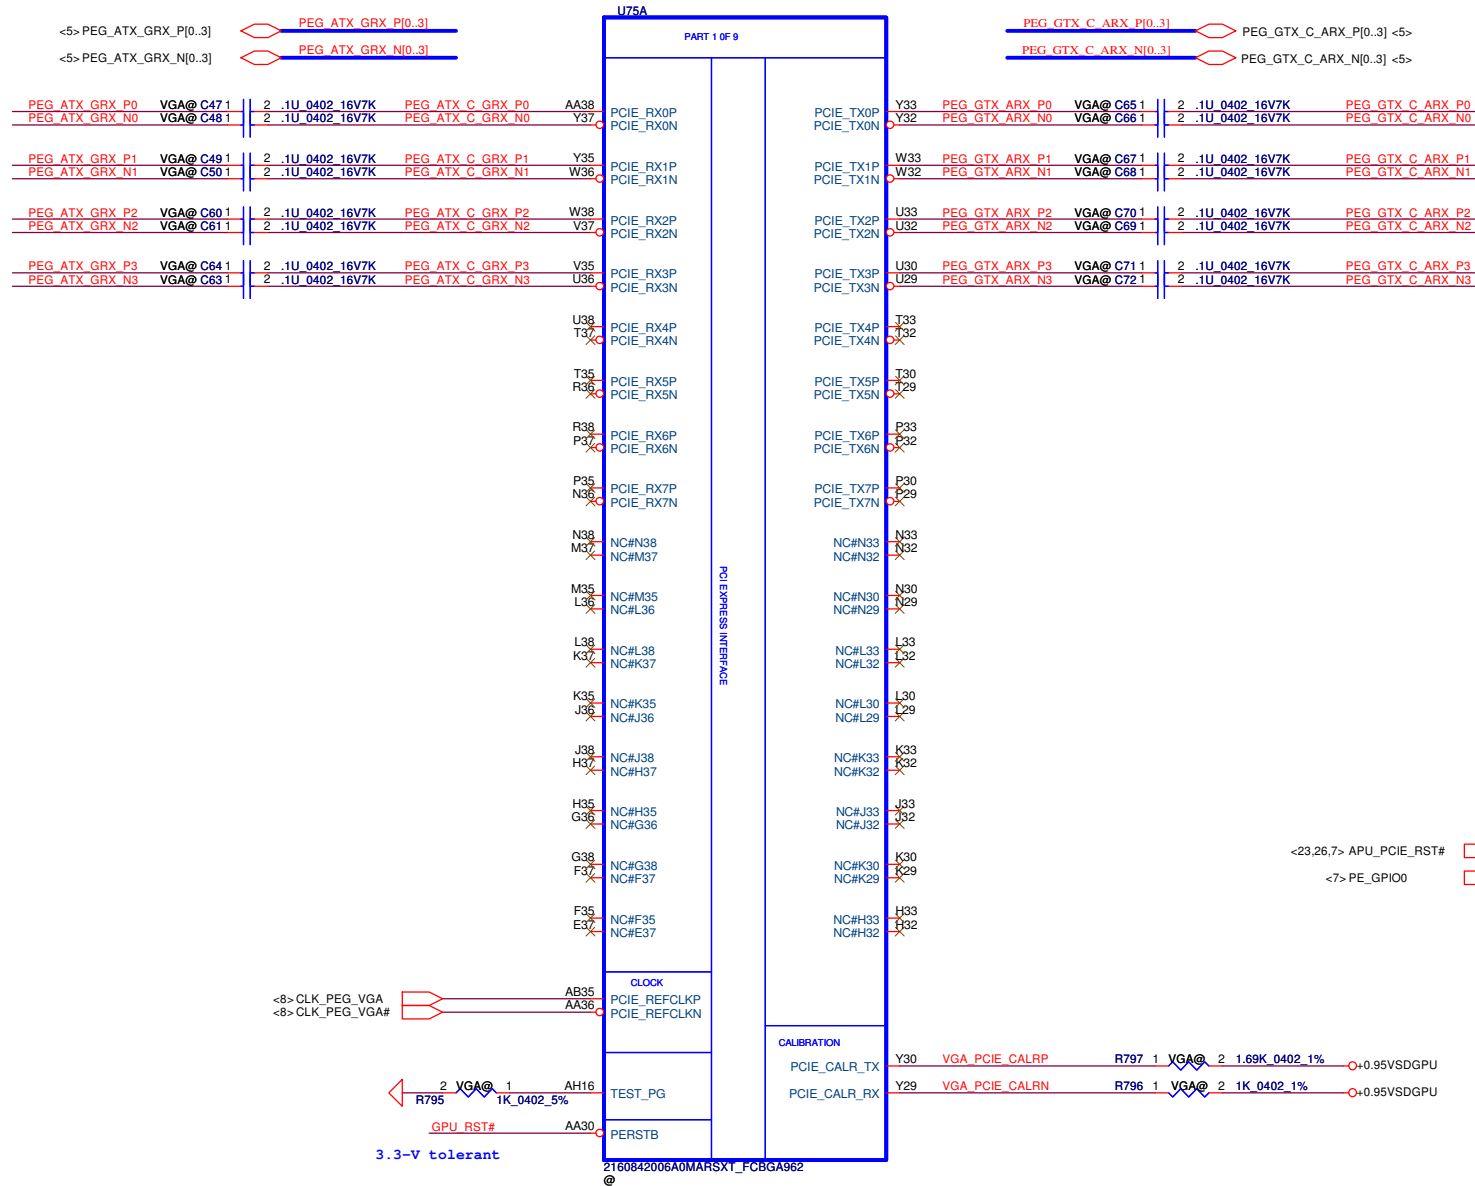 U75A
PART 1 0F 9
<5> PEG_ATX_GRX_P[0..3] PEG_ATX_GRX_P[0..3] PEG_GTX_C_ARX_P[0..3] PEG_GTX_C_ARX_P[0..3] <5>
<5> PEG_ATX_GRX_N[0..3] PEG_ATX_GRX_N[0..3] PEG_GTX_C_ARX_N[0..3] PEG_GTX_C_ARX_N[0..3] <5>
PEG_ATX_GRX_P0 VGA@ C47 1 2 .1U_0402_16V7K PEG_ATX_C_GRX_P0 AA38 PCIE_RX0P PCIE_TX0P Y33 PEG_GTX_ARX_P0 VGA@ C65 1 2 .1U_0402_16V7K PEG_GTX_C_ARX_P0
PEG_ATX_GRX_N0 VGA@ C48 1 2 .1U_0402_16V7K PEG_ATX_C_GRX_N0 Y37 PCIE_RX0N PCIE_TX0N Y32 PEG_GTX_ARX_N0 VGA@ C66 1 2 .1U_0402_16V7K PEG_GTX_C_ARX_N0
PEG_ATX_GRX_P1 VGA@ C49 1 2 .1U_0402_16V7K PEG_ATX_C_GRX_P1 Y35 PCIE_RX1P PCIE_TX1P W33 PEG_GTX_ARX_P1 VGA@ C67 1 2 .1U_0402_16V7K PEG_GTX_C_ARX_P1
PEG_ATX_GRX_N1 VGA@ C50 1 2 .1U_0402_16V7K PEG_ATX_C_GRX_N1 W36 PCIE_RX1N PCIE_TX1N W32 PEG_GTX_ARX_N1 VGA@ C68 1 2 .1U_0402_16V7K PEG_GTX_C_ARX_N1
PEG_ATX_GRX_P2 VGA@ C60 1 2 .1U_0402_16V7K PEG_ATX_C_GRX_P2 W38 PCIE_RX2P PCIE_TX2P U33 PEG_GTX_ARX_P2 VGA@ C70 1 2 .1U_0402_16V7K PEG_GTX_C_ARX_P2
PEG_ATX_GRX_N2 VGA@ C61 1 2 .1U_0402_16V7K PEG_ATX_C_GRX_N2 V37 PCIE_RX2N PCIE_TX2N U32 PEG_GTX_ARX_N2 VGA@ C69 1 2 .1U_0402_16V7K PEG_GTX_C_ARX_N2
PEG_ATX_GRX_P3 VGA@ C64 1 2 .1U_0402_16V7K PEG_ATX_C_GRX_P3 V35 PCIE_RX3P PCIE_TX3P U30 PEG_GTX_ARX_P3 VGA@ C71 1 2 .1U_0402_16V7K PEG_GTX_C_ARX_P3
PEG_ATX_GRX_N3 VGA@ C63 1 2 .1U_0402_16V7K PEG_ATX_C_GRX_N3 U36 PCIE_RX3N PCIE_TX3N U29 PEG_GTX_ARX_N3 VGA@ C72 1 2 .1U_0402_16V7K PEG_GTX_C_ARX_N3
U38 PCIE_RX4P PCIE_TX4P T33
T37 PCIE_RX4N PCIE_TX4N T32
T35 PCIE_RX5P PCIE_TX5P T30
R36 PCIE_RX5N PCIE_TX5N T29
R38 PCIE_RX6P PCIE_TX6P P33
P37 PCIE_RX6N PCIE_TX6N P32
P35 PCIE_RX7P PCIE_TX7P P30
N36 PCIE_RX7N PCIE_TX7N P29
N38 NC#N38 NC#N33 N33
M37 NC#M37 NC#N32 N32
PCI EXPRESS INTERFACE
M35 NC#M35 NC#N30 N30
L36 NC#L36 NC#N29 N29
L38 NC#L38 NC#L33 L33
K37 NC#K37 NC#L32 L32
K35 NC#K35 NC#L30 L30
J36 NC#J36 NC#L29 L29
J38 NC#J38 NC#K33 K33
H37 NC#H37 NC#K32 K32
H35 NC#H35 NC#J33 J33
G36 NC#G36 NC#J32 J32
<23,26,7> APU_PCIE_RST#
G38 NC#G38 NC#K30 K30
F37 NC#F37 NC#K29 K29
<7> PE_GPIO0
F35 NC#F35 NC#H33 H33
E37 NC#E37 NC#H32 H32
CLOCK
<8> CLK_PEG_VGA AB35 PCIE_REFCLKP
<8> CLK_PEG_VGA# AA36 PCIE_REFCLKN
CALIBRATION
PCIE_CALR_TX Y30 VGA_PCIE_CALRP R797 1 VGA@ 2 1.69K_0402_1% +0.95VSDGPU
R795 2 VGA@ 1 1K_0402_5% AH16 TEST_PG PCIE_CALR_RX Y29 VGA_PCIE_CALRN R796 1 VGA@ 2 1K_0402_1% +0.95VSDGPU
GPU_RST# AA30 PERSTB
3.3-V tolerant
2160842006A0MARSXT_FCBGA962
@